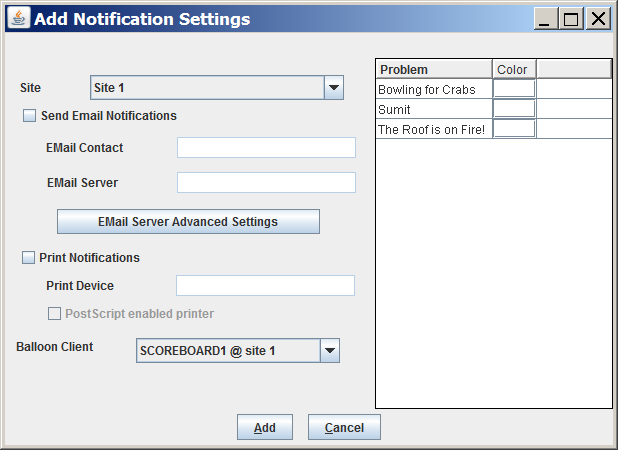 Add Notification Settings
Site
Site 1
Send Email Notifications
EMail Contact
EMail Server
EMail Server Advanced Settings
Print Notifications
Print Device
PostScript enabled printer
Balloon Client
SCOREBOARD1 @ site 1
Problem Color
Bowling for Crabs
Sumit
The Roof is on Fire!
Add
Cancel